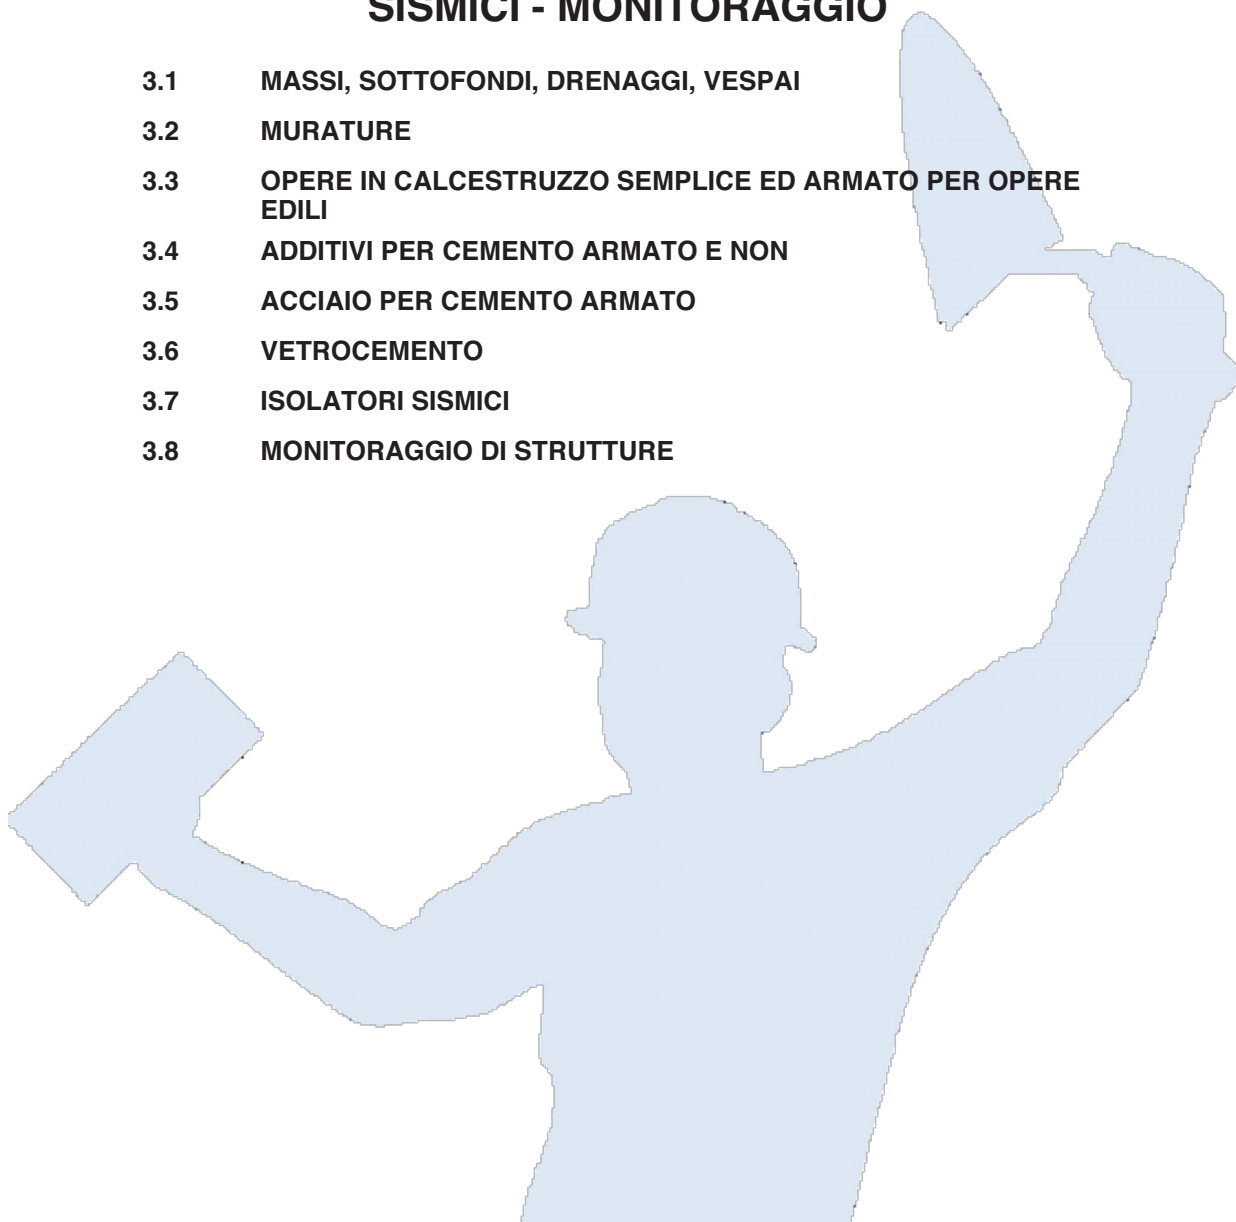 SISMICI - MONITORAGGIO
3.1 MASSI, SOTTOFONDI, DRENAGGI, VESPAI
3.2 MURATURE
3.3 OPERE IN CALCESTRUZZO SEMPLICE ED ARMATO PER OPERE
EDILI
3.4 ADDITIVI PER CEMENTO ARMATO E NON
3.5 ACCIAIO PER CEMENTO ARMATO
3.6 VETROCEMENTO
3.7 ISOLATORI SISMICI
3.8 MONITORAGGIO DI STRUTTURE